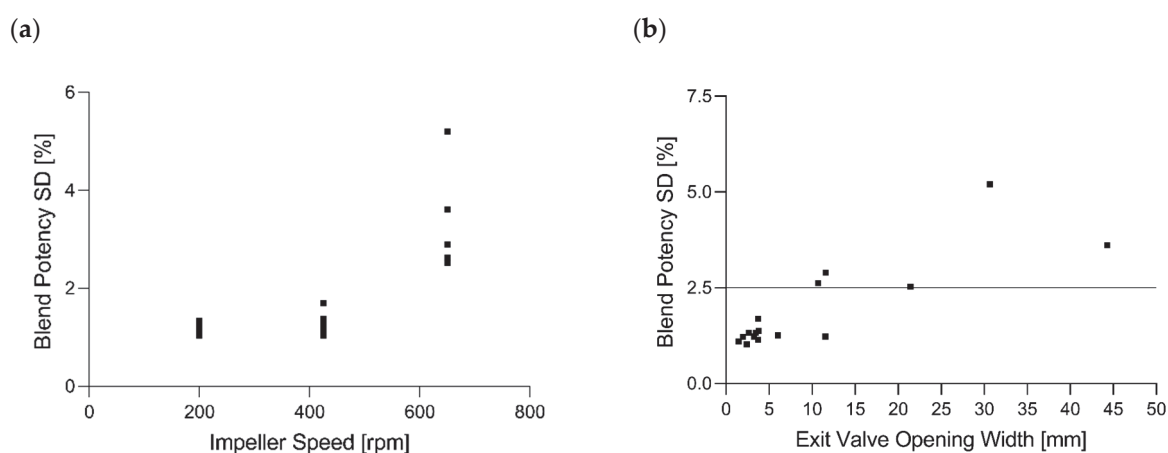 (a)
(b)
6
4
2
0
Blend Potency SD [%]
0 200 400 600 800
Impeller Speed [rpm]
7.5
5.0
2.5
0.0
Blend Potency SD [%]
0 5 10 15 20 25 30 35 40 45 50
Exit Valve Opening Width [mm]